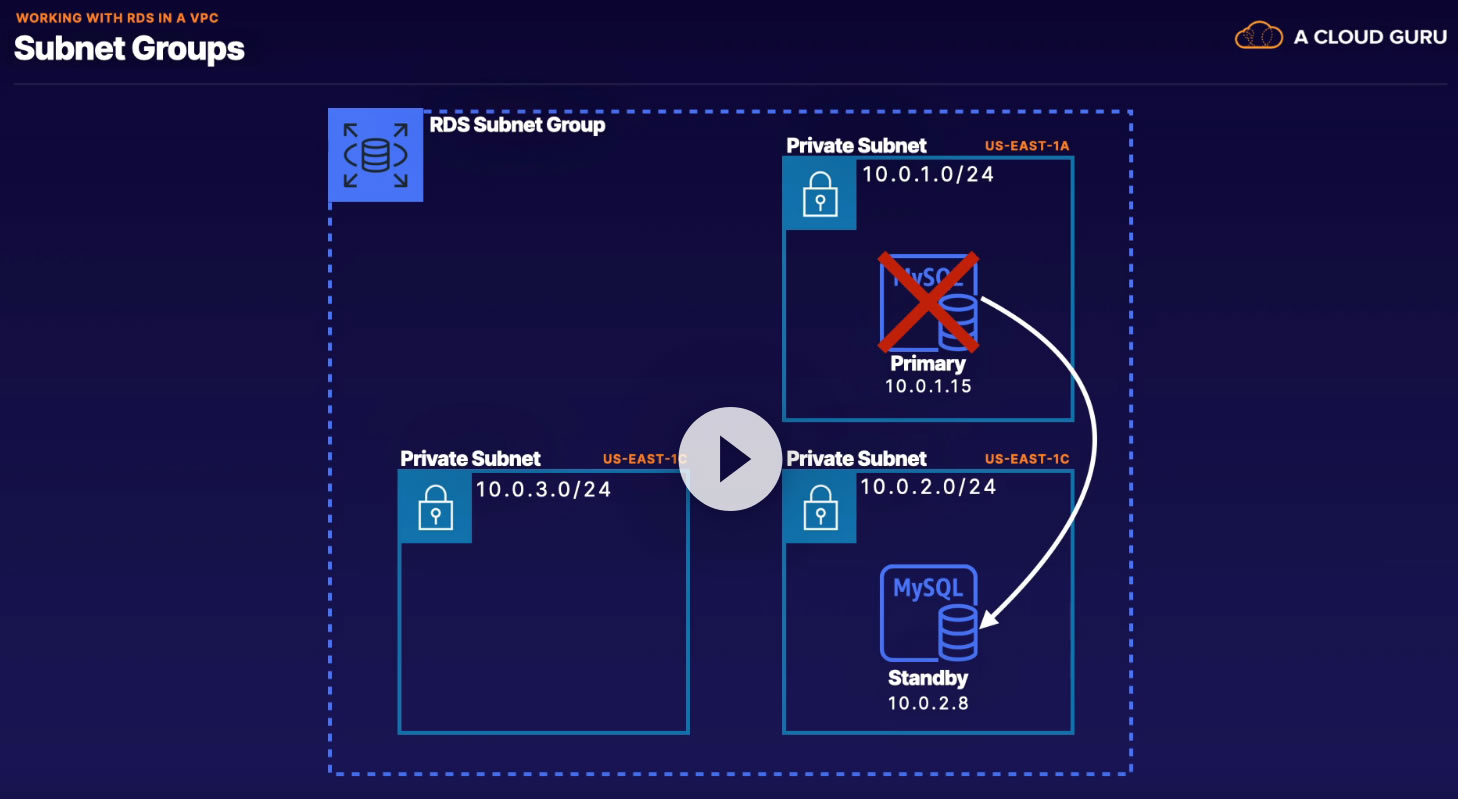 WORKING WITH RDS IN A VPC
Subnet Groups
A CLOUD GURU
RDS Subnet Group
Private Subnet US-EAST-1A
10.0.1.0/24
MySQL
Primary
10.0.1.15
Private Subnet US-EAST-1C
10.0.3.0/24
Private Subnet US-EAST-1C
10.0.2.0/24
MySQL
Standby
10.0.2.8